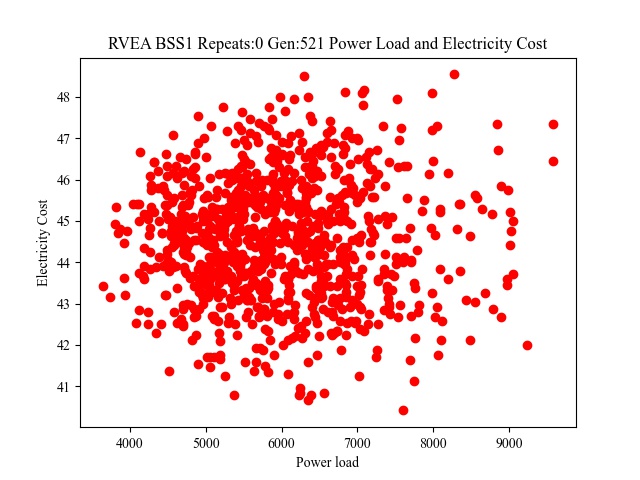 RVEA BSS1 Repeats:0 Gen:521 Power Load and Electricity Cost
48
47
46
45
44
43
42
41
Electricity Cost
4000 5000 6000 7000 8000 9000
Power load